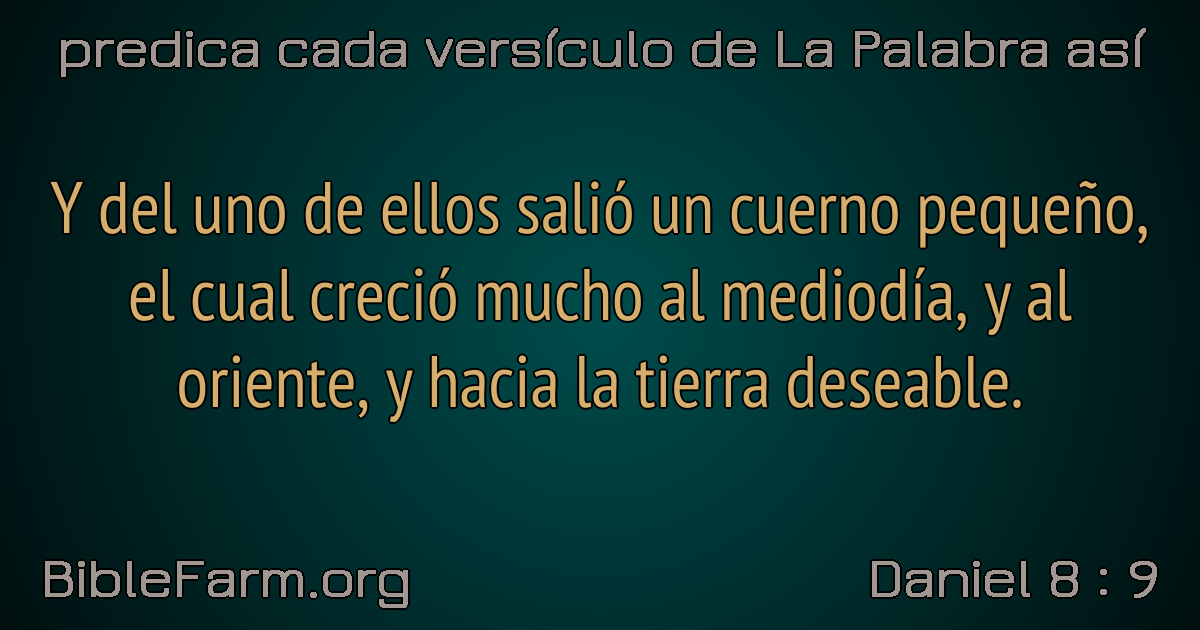 predica cada versículo de La Palabra así
Y del uno de ellos salió un cuerno pequeño,
el cual creció mucho al mediodía, y al
oriente, y hacia la tierra deseable.
BibleFarm.org
Daniel 8 : 9